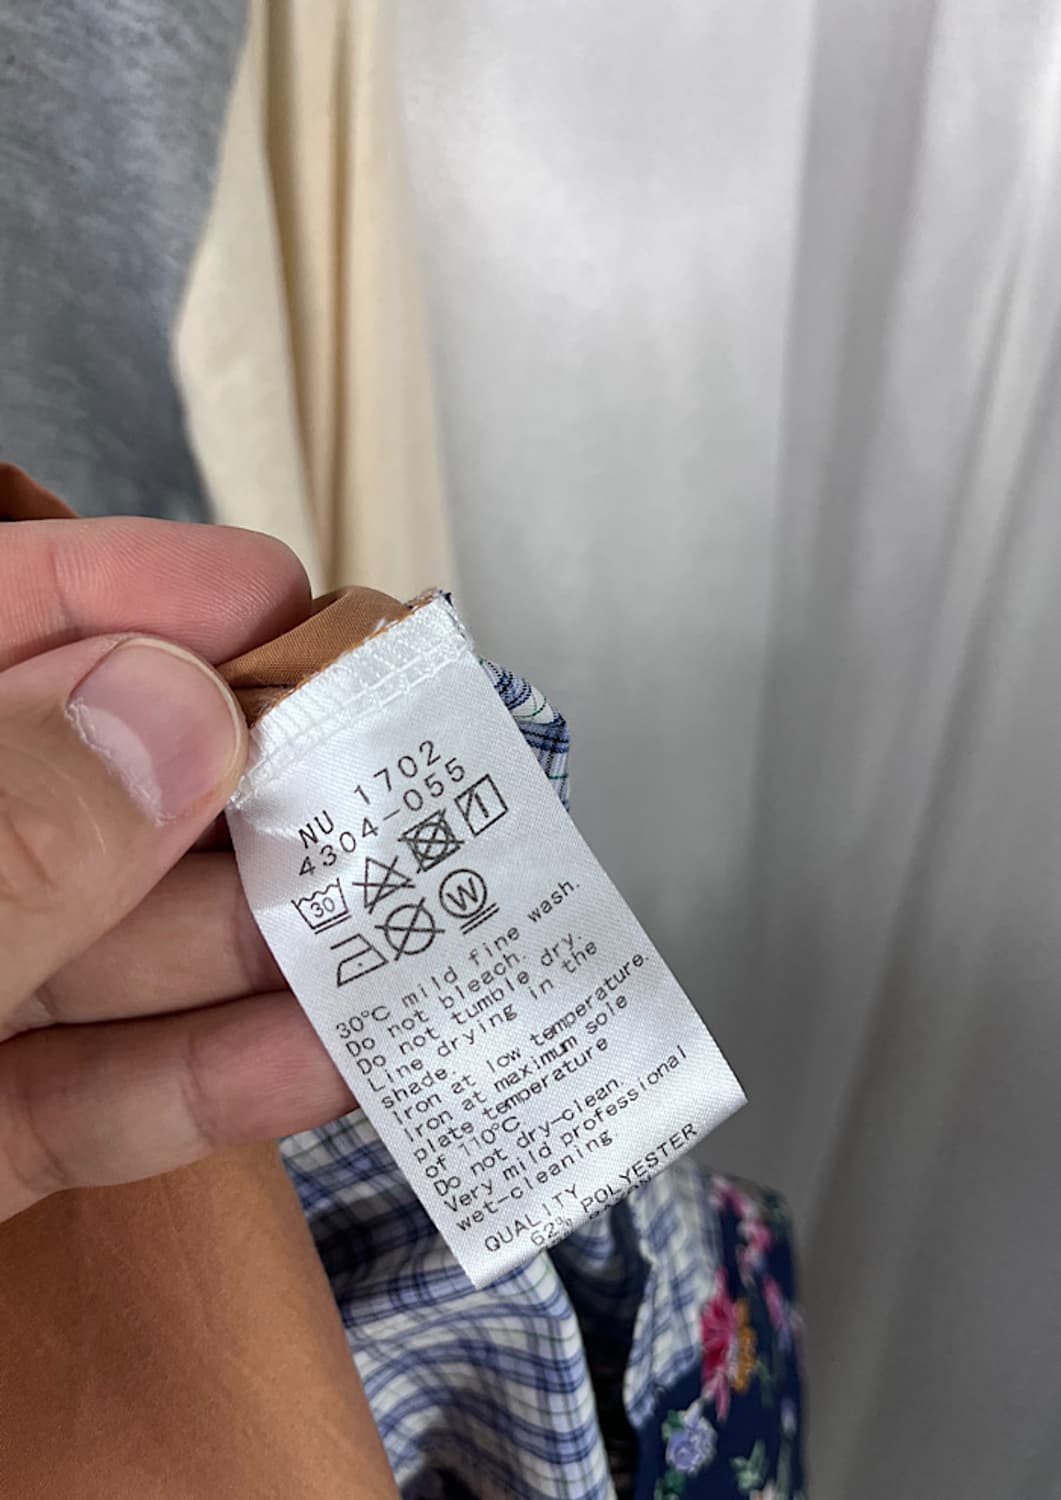 NU 1702
4304-055
30
W
30°C mild fine wash.
Do not bleach.
Do not tumble dry.
Line drying in the
shade.
Iron at low temperature.
Iron at maximum sole
plate temperature
of 110°C
Do not dry-clean.
Very mild professional
wet-cleaning.
QUALITY
62% POLYESTER